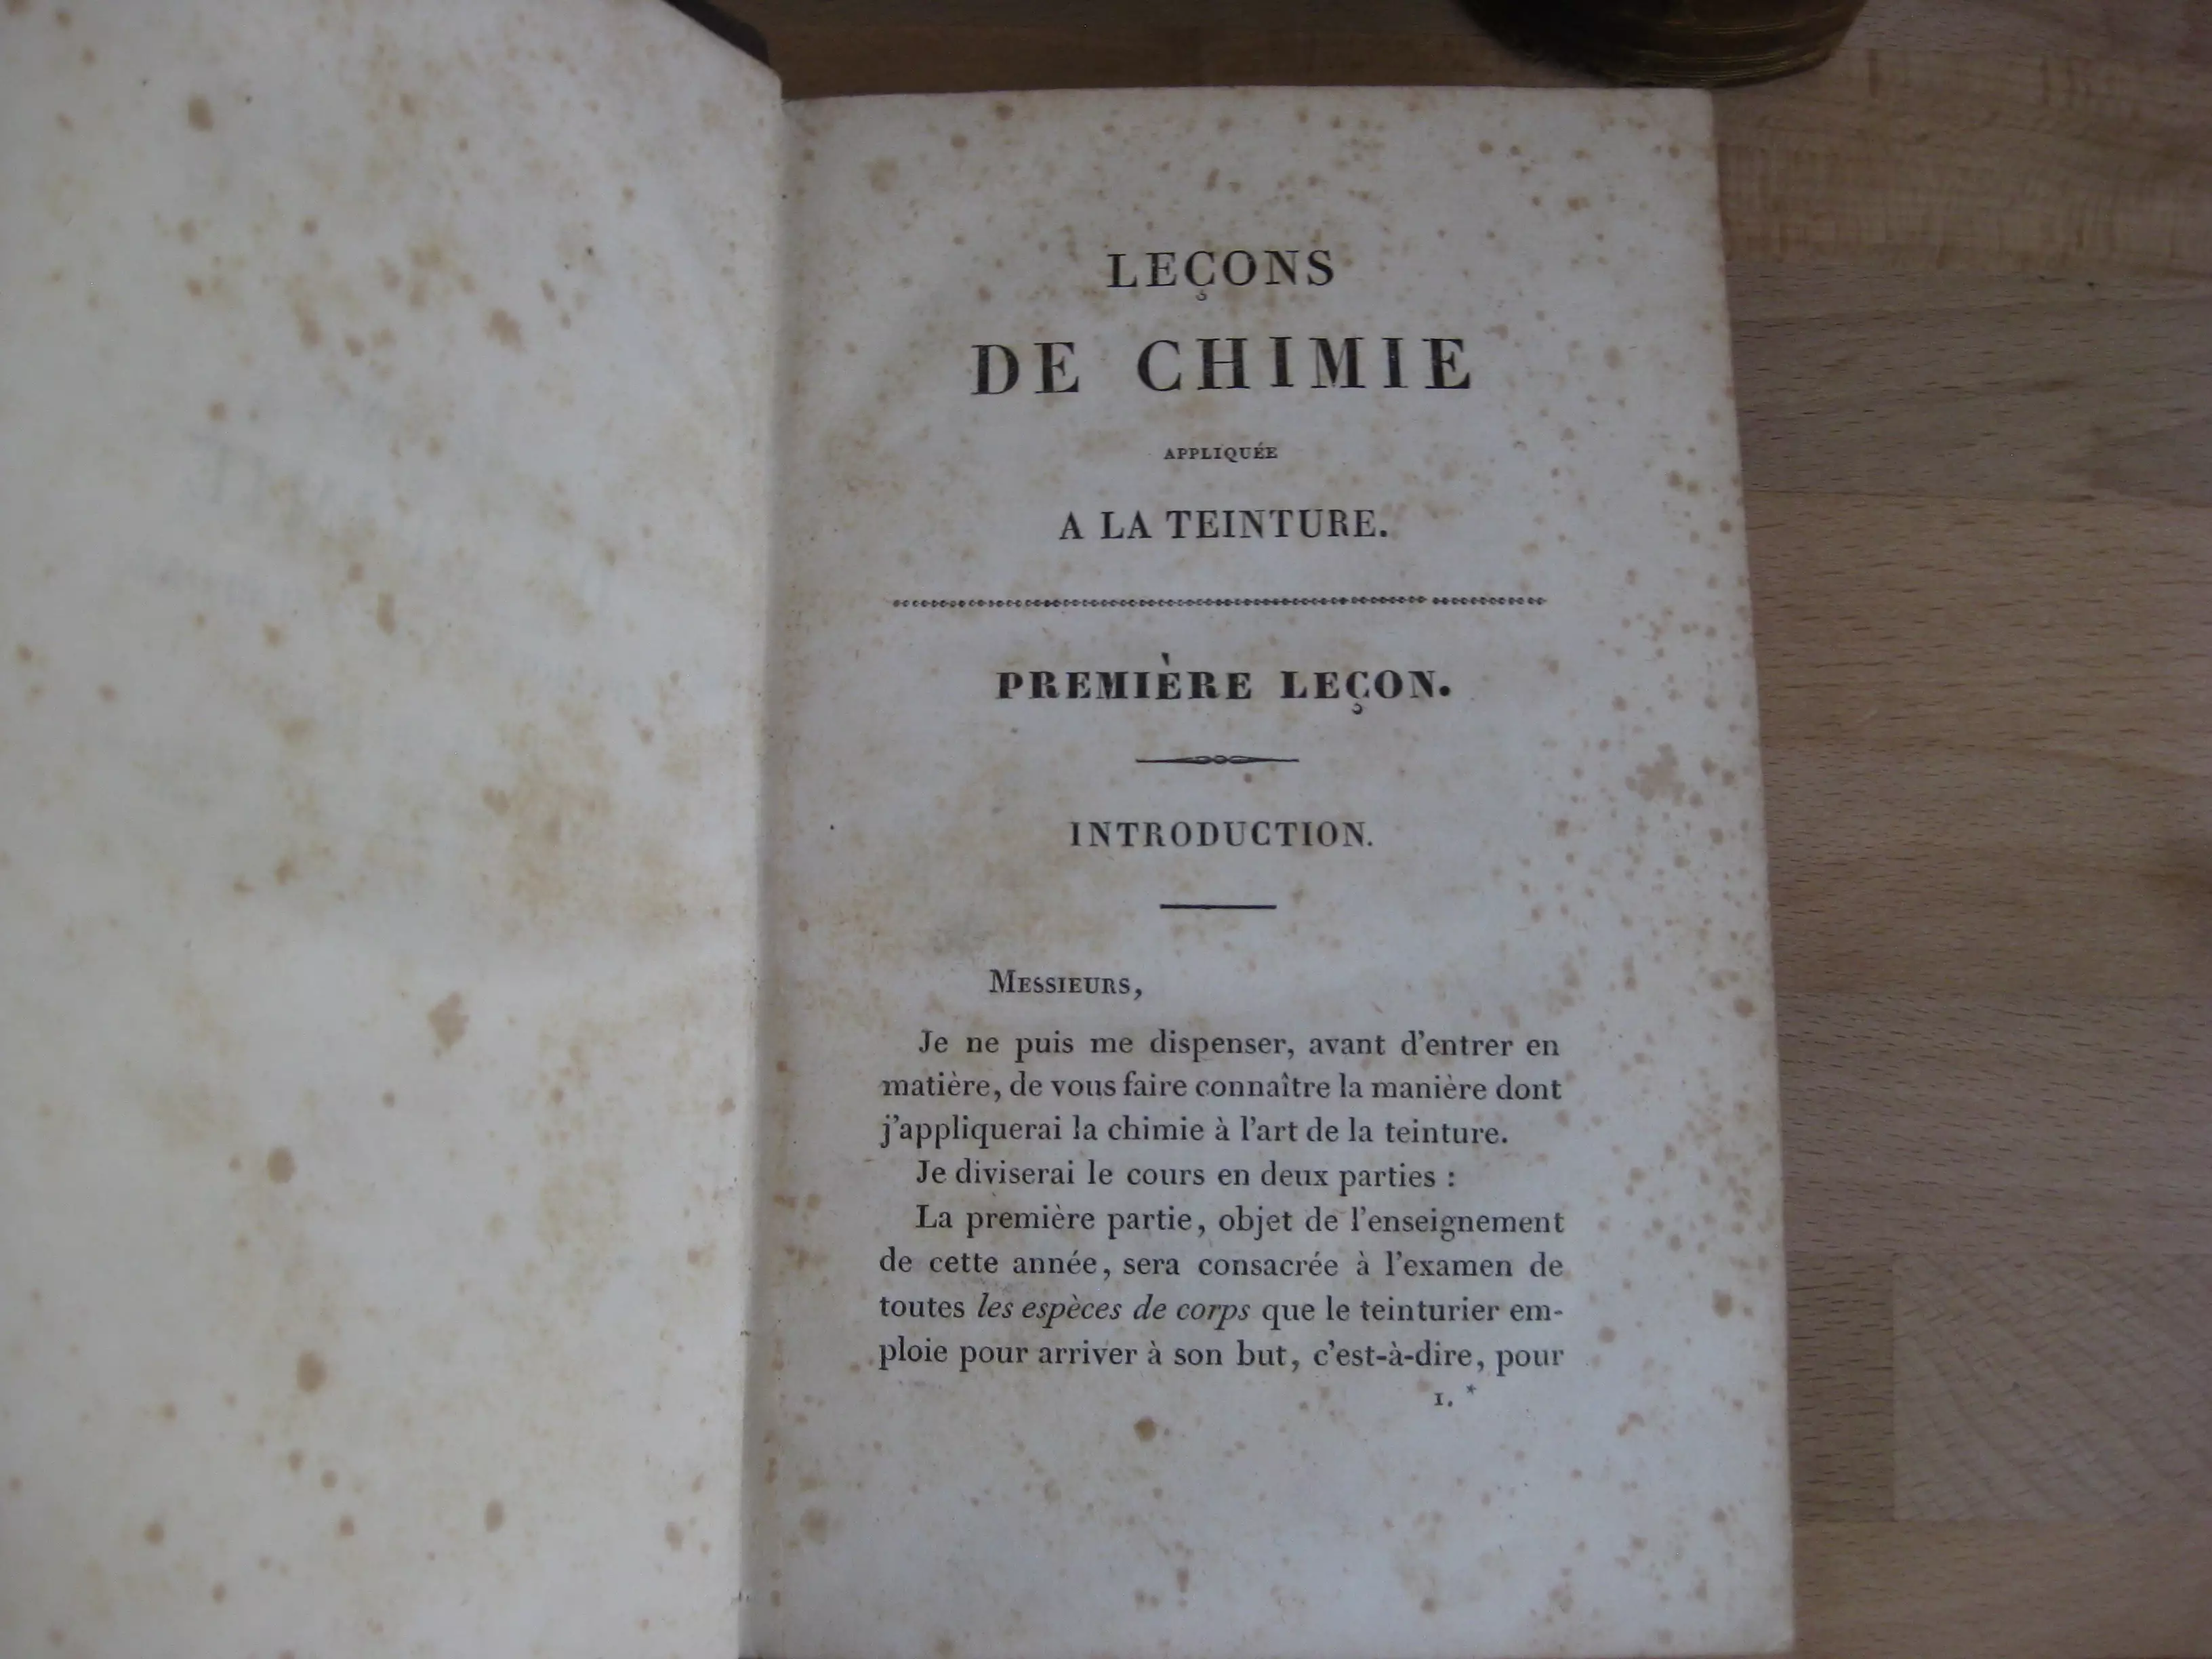 LEÇONS
DE CHIMIE
APPLIQUÉE
A LA TEINTURE.
PREMIÈRE LEÇON.
INTRODUCTION.
MESSIEURS,
Je ne puis me dispenser, avant d'entrer en
matière, de vous faire connaître la manière dont
j'appliquerai la chimie à l'art de la teinture.
Je diviserai le cours en deux parties :
La première partie, objet de l'enseignement
de cette année, sera consacrée à l'examen de
toutes les espèces de corps que le teinturier em-
ploie pour arriver à son but, c'est-à-dire, pour
1. *